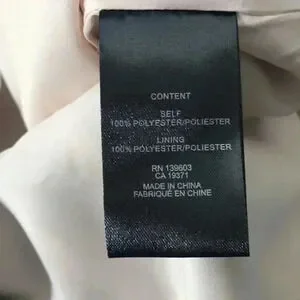 CONTENT
SELF
100% POLYESTER/POLIESTER
LINING
100% POLYESTER/POLIESTER
RN 139603
CA 19371
MADE IN CHINA
FABRIQUÉ EN CHINE